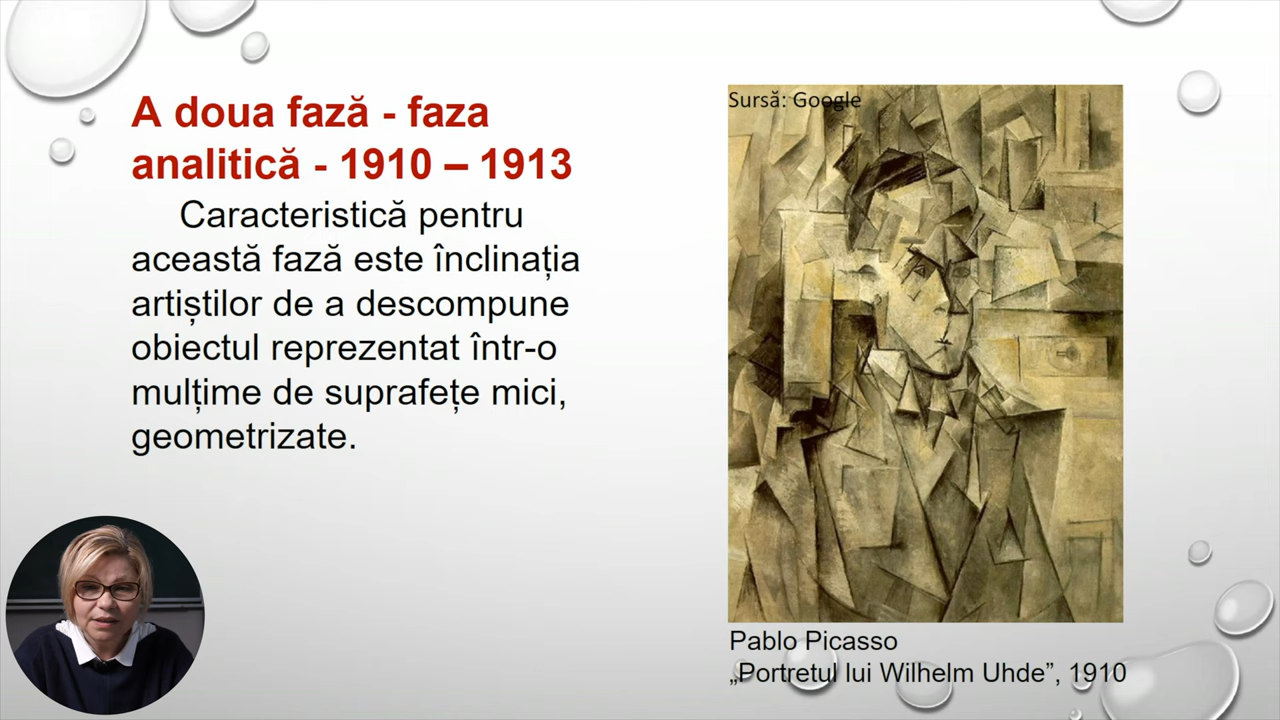 A doua fază - faza
analitică - 1910 – 1913
Caracteristică pentru
această fază este înclinația
artiștilor de a descompune
obiectul reprezentat într-o
mulțime de suprafețe mici,
geometrizate.
Sursă: Google
Pablo Picasso
„Portretul lui Wilhelm Uhde”, 1910